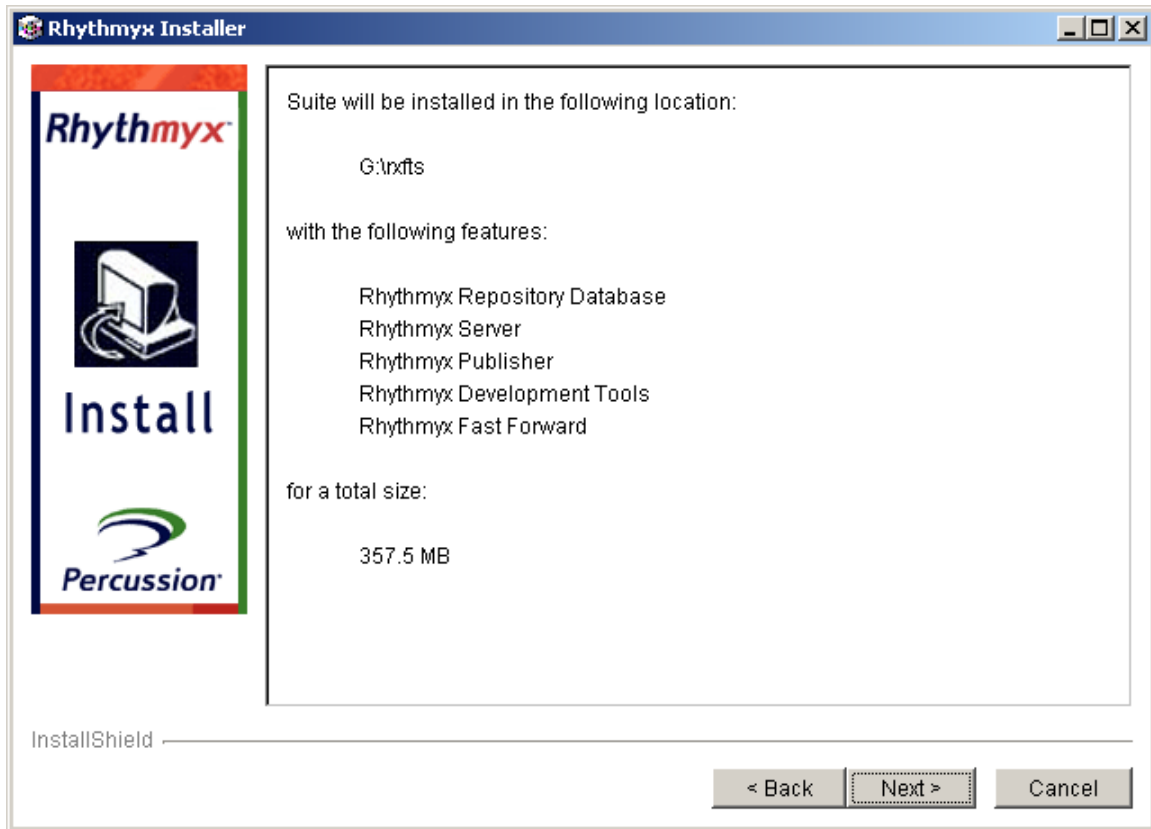 Rhythmyx Installer
Rhythmyx
Install
Percussion
Suite will be installed in the following location:
G:\rxfts
with the following features:
Rhythmyx Repository Database
Rhythmyx Server
Rhythmyx Publisher
Rhythmyx Development Tools
Rhythmyx Fast Forward
for a total size:
357.5 MB
InstallShield
< Back
Next >
Cancel